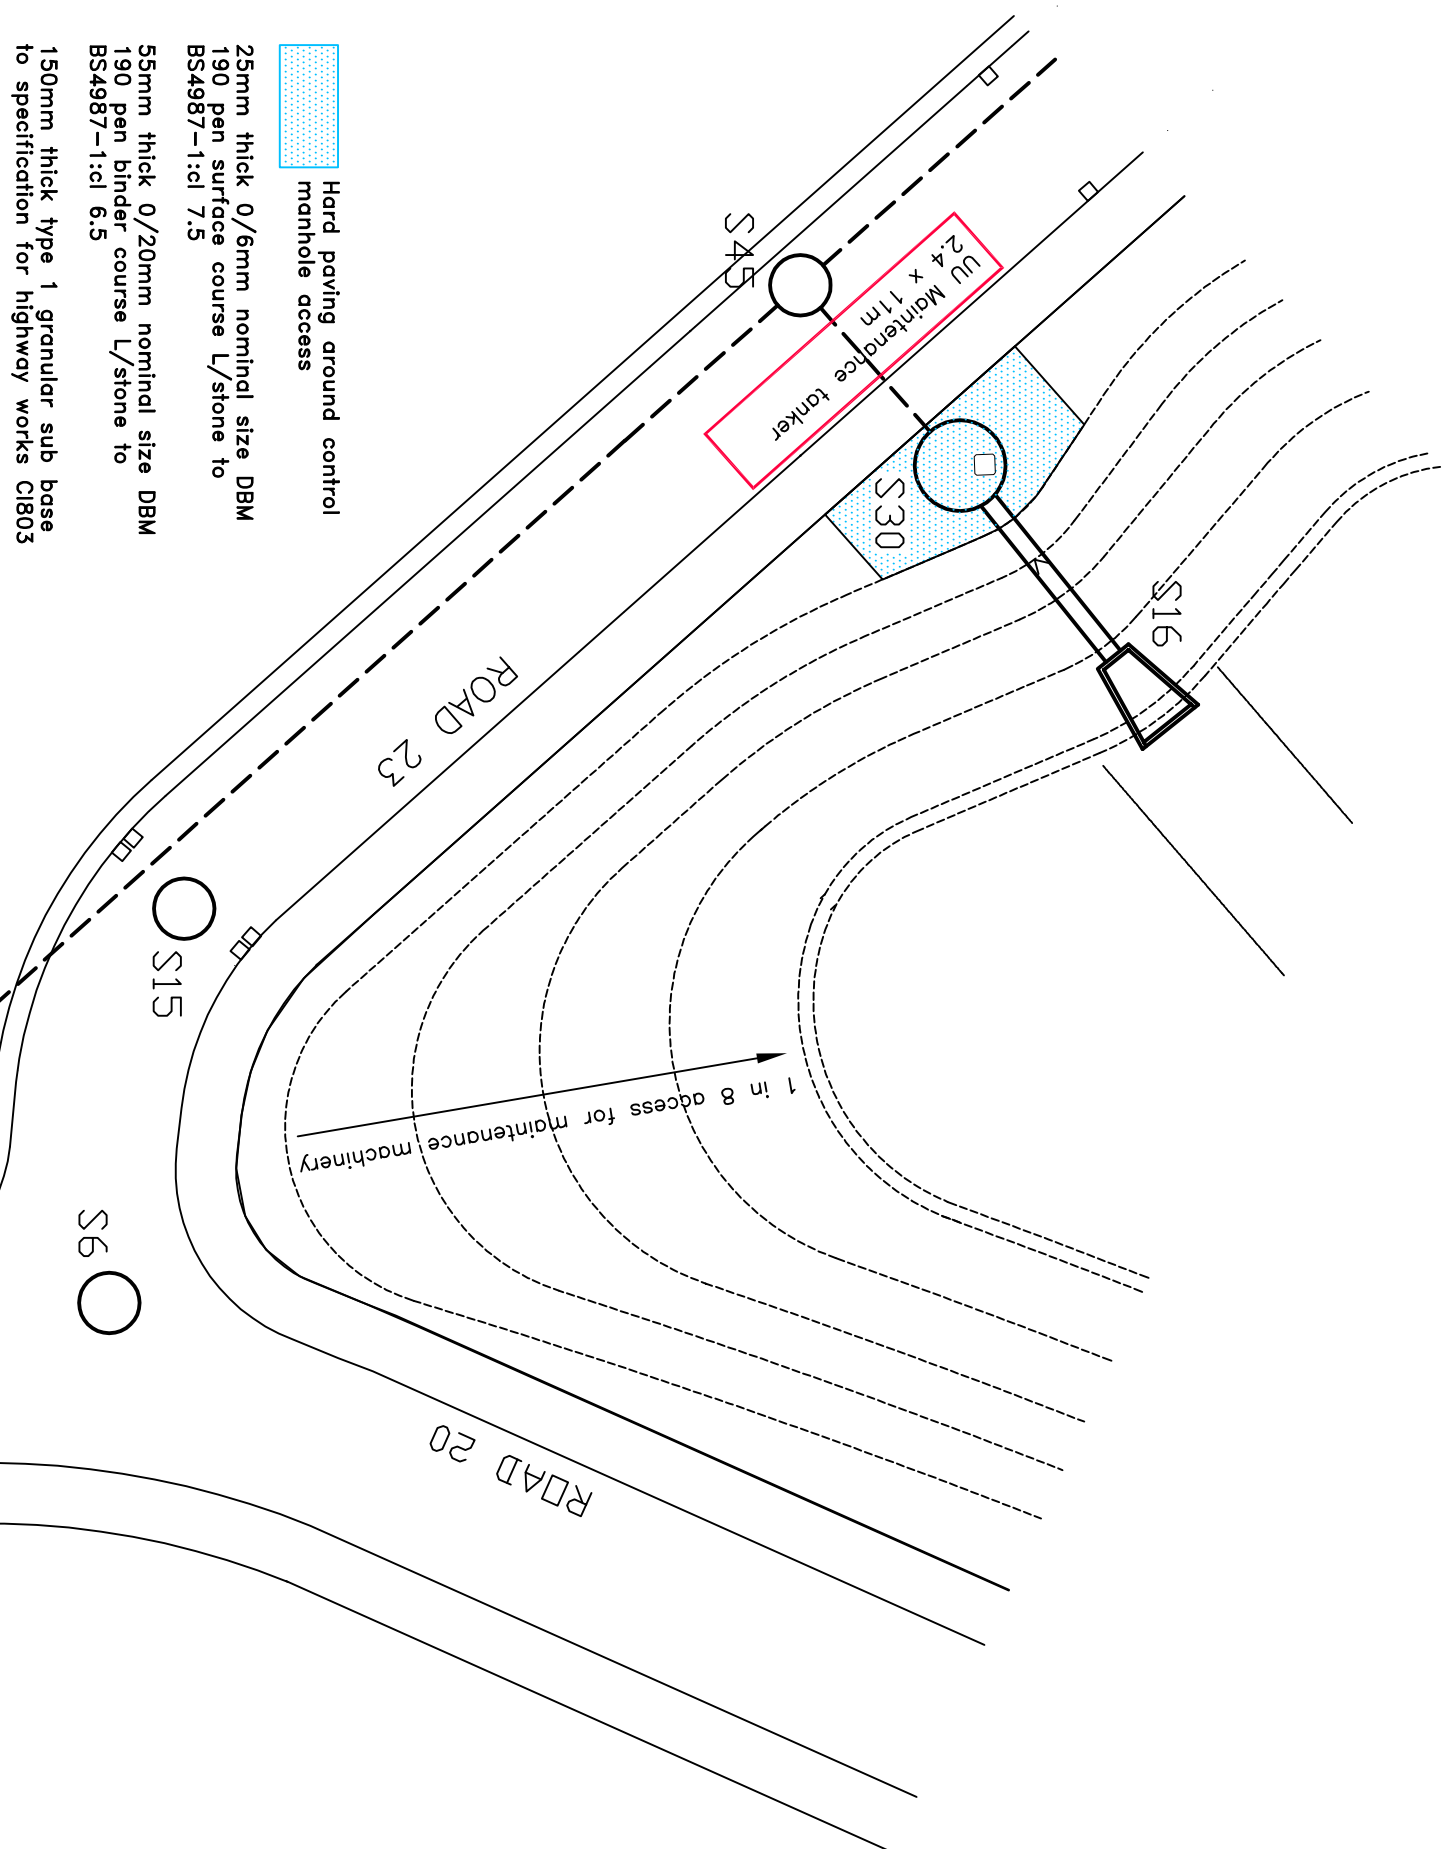 Hard paving around control
manhole access
25mm thick 0/6mm nominal size DBM
190 pen surface course L/stone to
BS4987-1:cl 7.5
55mm thick 0/20mm nominal size DBM
190 pen binder course L/stone to
BS4987-1:cl 6.5
150mm thick type 1 granular sub base
to specification for highway works Cl803
S45
UU Maintenance tanker
2.4 x 11m
S30
S16
ROAD 23
S15
1 in 8 access for maintenance machinery
S6
ROAD 20